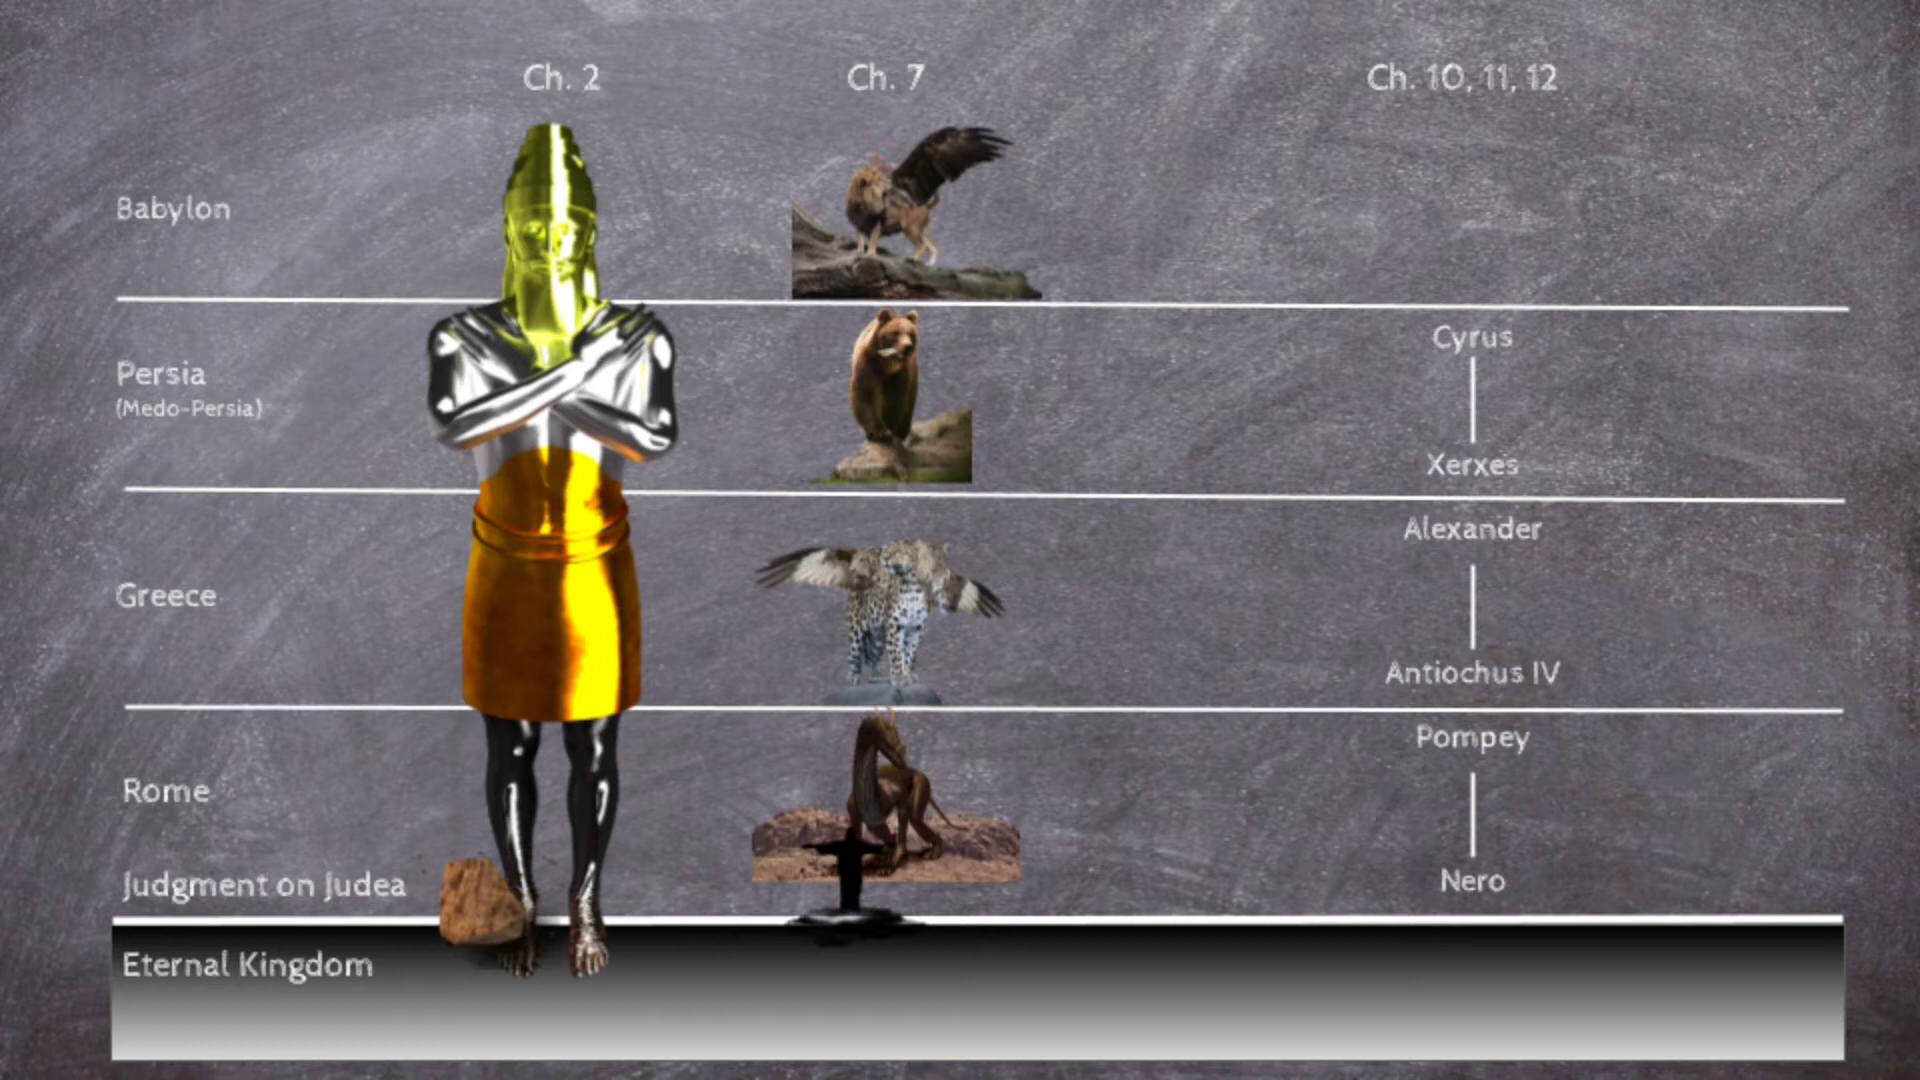 Ch. 2
Ch. 7
Ch. 10, 11, 12
Babylon
Persia
(Medo-Persia)
Cyrus
Xerxes
Greece
Alexander
Antiochus IV
Rome
Pompey
Nero
Judgment on Judea
Eternal Kingdom